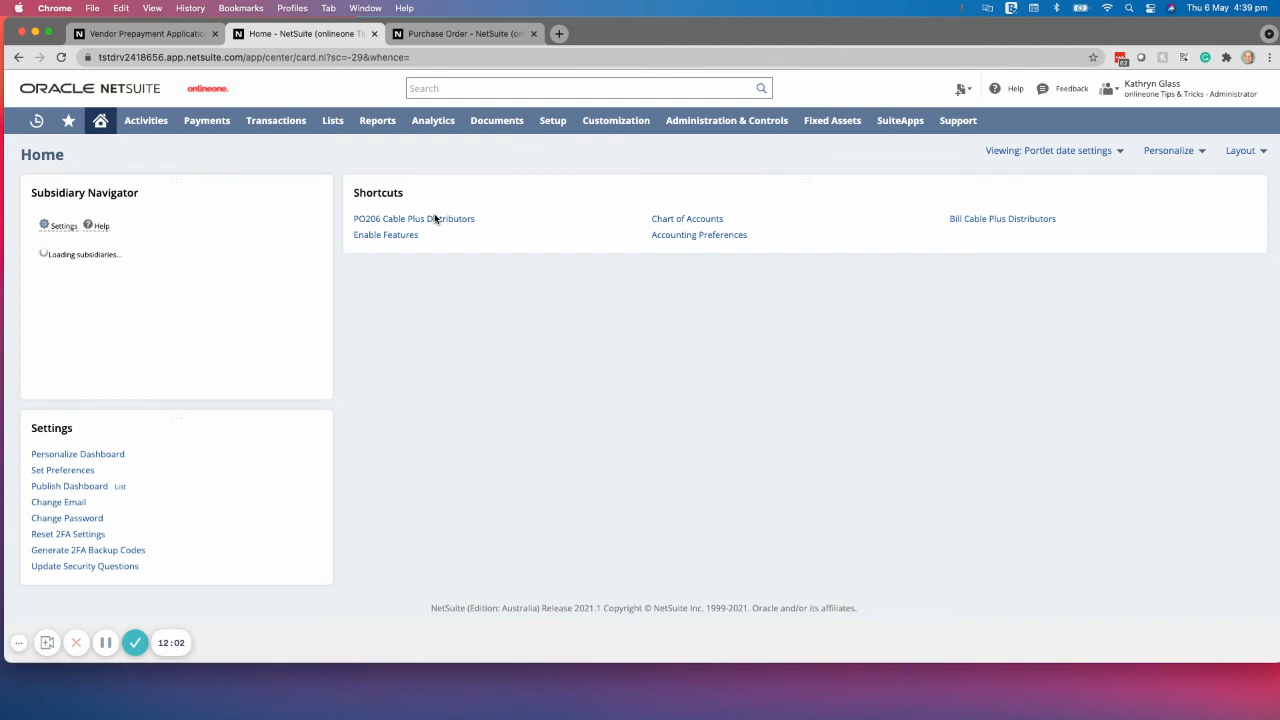 Chrome File Edit View History Bookmarks Profiles Tab Window Help Thu 6 May 4:39 pm
Vendor Prepayment Applicatio Home - NetSuite (onlineone Ti Purchase Order - NetSuite (on
tstdrv2418656.app.netsuite.com/app/center/card.nl?sc=-29&whence=
ORACLE NETSUITE onlineone. Search Help Feedback Kathryn Glass
onlineone Tips & Tricks - Administrator
Activities Payments Transactions Lists Reports Analytics Documents Setup Customization Administration & Controls Fixed Assets SuiteApps Support
Home Viewing: Portlet date settings Personalize Layout
Subsidiary Navigator
Settings Help
Loading subsidiaries...
Shortcuts
PO206 Cable Plus Distributors Chart of Accounts Bill Cable Plus Distributors
Enable Features Accounting Preferences
Settings
Personalize Dashboard
Set Preferences
Publish Dashboard List
Change Email
Change Password
Reset 2FA Settings
Generate 2FA Backup Codes
Update Security Questions
NetSuite (Edition: Australia) Release 2021.1 Copyright © NetSuite Inc. 1999-2021. Oracle and/or its affiliates.
12:02